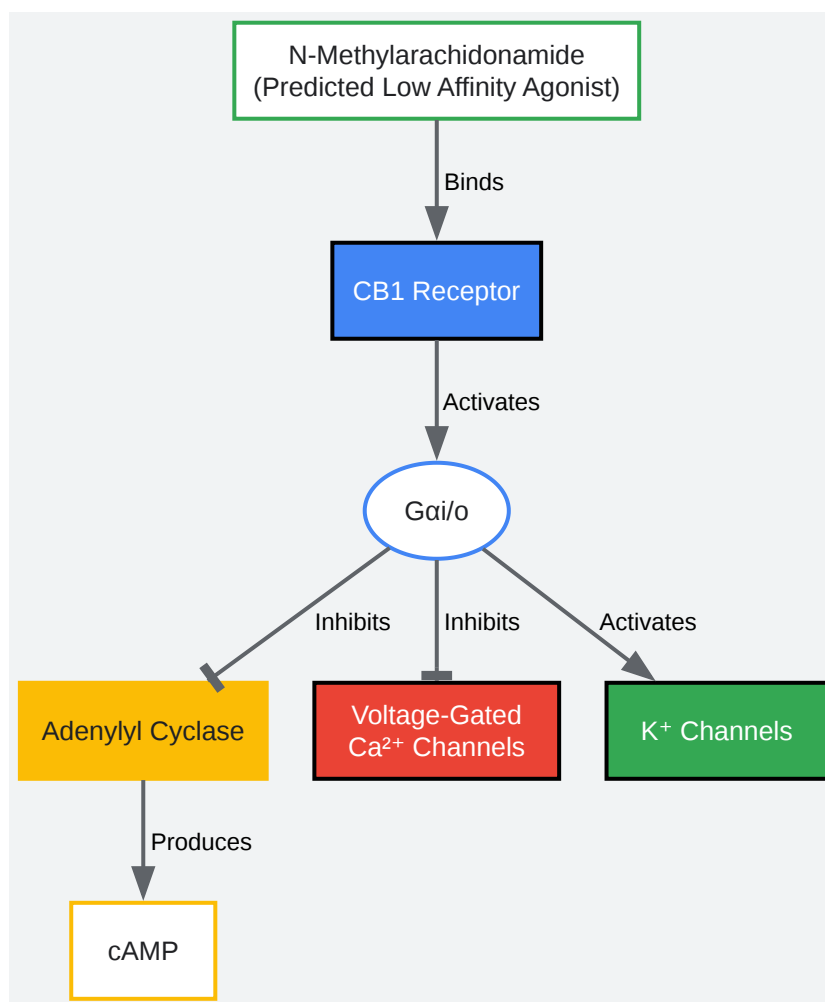 N-Methylarachidonamide
(Predicted Low Affinity Agonist)
Binds
CB1 Receptor
Activates
Gαi/o
Inhibits
Inhibits
Activates
Adenylyl Cyclase
Voltage-Gated
Ca²⁺ Channels
K⁺ Channels
Produces
cAMP